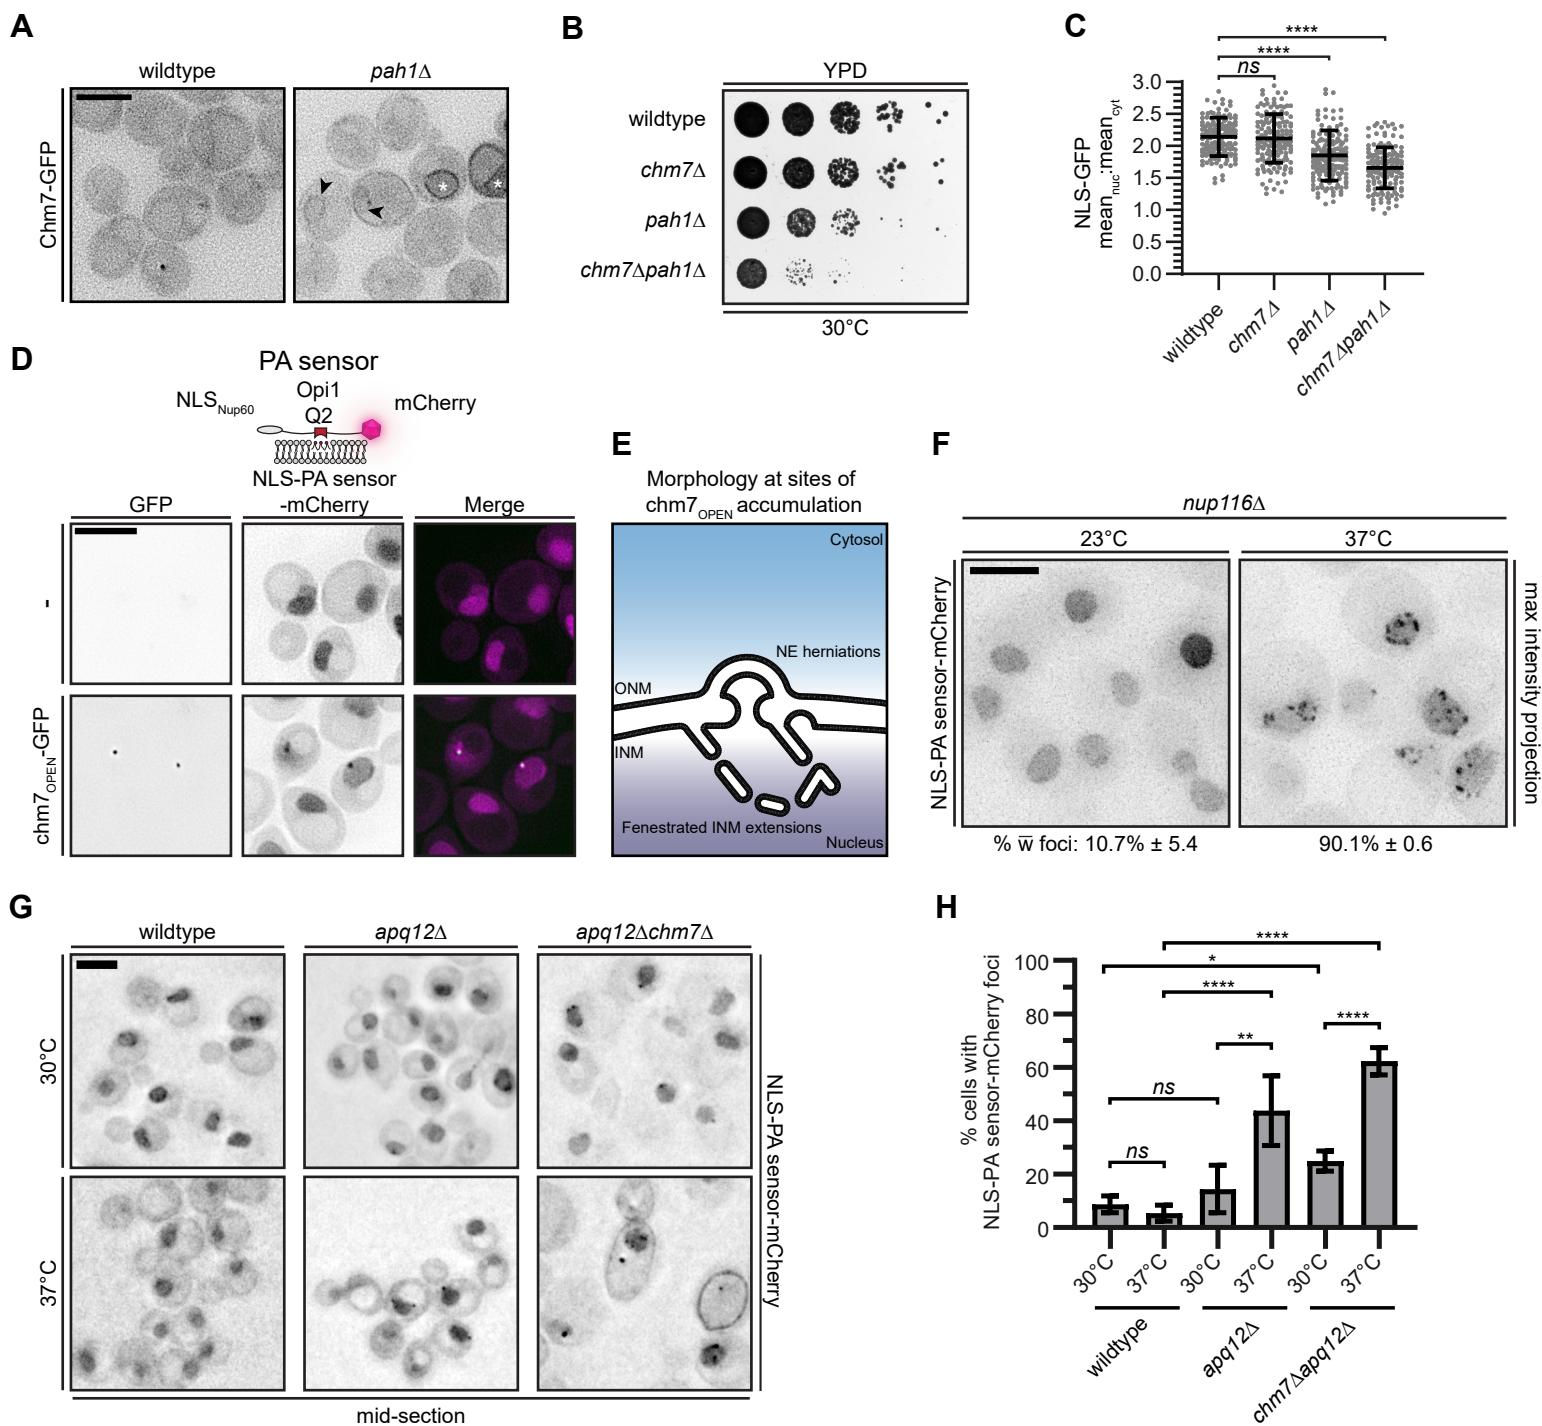 A
wildtype
pah1Δ
Chm7-GFP
*
*
B
YPD
wildtype
chm7Δ
pah1Δ
chm7Δpah1Δ
30°C
C
****
****
ns
NLS-GFP
mean_nuc:mean_cyt
3.0
2.5
2.0
1.5
1.0
0.5
0.0
wildtype
chm7Δ
pah1Δ
chm7Δpah1Δ
D
PA sensor
NLS_Nup60
Opi1
Q2
mCherry
GFP
NLS-PA sensor
-mCherry
Merge
-
chm7_OPEN-GFP
E
Morphology at sites of
chm7_OPEN accumulation
Cytosol
NE herniations
ONM
INM
Fenestrated INM extensions
Nucleus
F
nup116Δ
23°C
37°C
NLS-PA sensor-mCherry
max intensity projection
% w̅ foci: 10.7% ± 5.4
90.1% ± 0.6
G
wildtype
apq12Δ
apq12Δchm7Δ
30°C
37°C
NLS-PA sensor-mCherry
mid-section
H
****
*
****
****
**
ns
ns
% cells with
NLS-PA sensor-mCherry foci
100
80
60
40
20
0
30°C
37°C
30°C
37°C
30°C
37°C
wildtype
apq12Δ
chm7Δapq12Δ